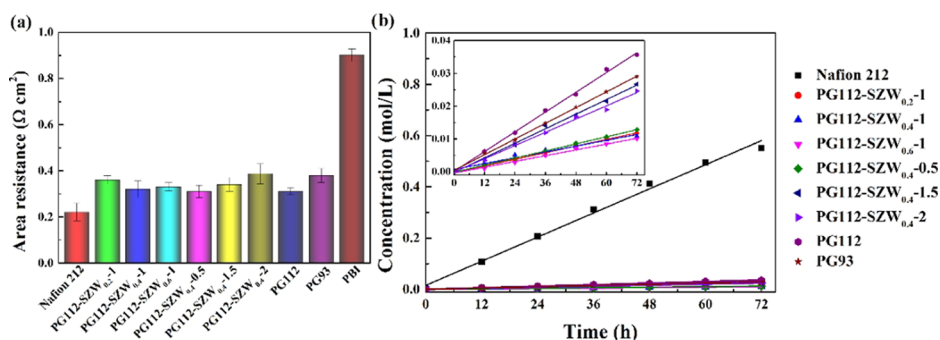 (a)
Area resistance (Ω cm²)
1.0
0.8
0.6
0.4
0.2
0.0
Nafion 212
PG112-SZW0.2-1
PG112-SZW0.4-1
PG112-SZW0.6-1
PG112-SZW0.4-0.5
PG112-SZW0.4-1.5
PG112-SZW0.4-2
PG112
PG93
PBI
(b)
Concentration (mol/L)
1.0
0.8
0.6
0.4
0.2
0.0
0 12 24 36 48 60 72
Time (h)
0.04
0.03
0.02
0.01
0.00
0 12 24 36 48 60 72
Nafion 212
PG112-SZW0.2-1
PG112-SZW0.4-1
PG112-SZW0.6-1
PG112-SZW0.4-0.5
PG112-SZW0.4-1.5
PG112-SZW0.4-2
PG112
PG93